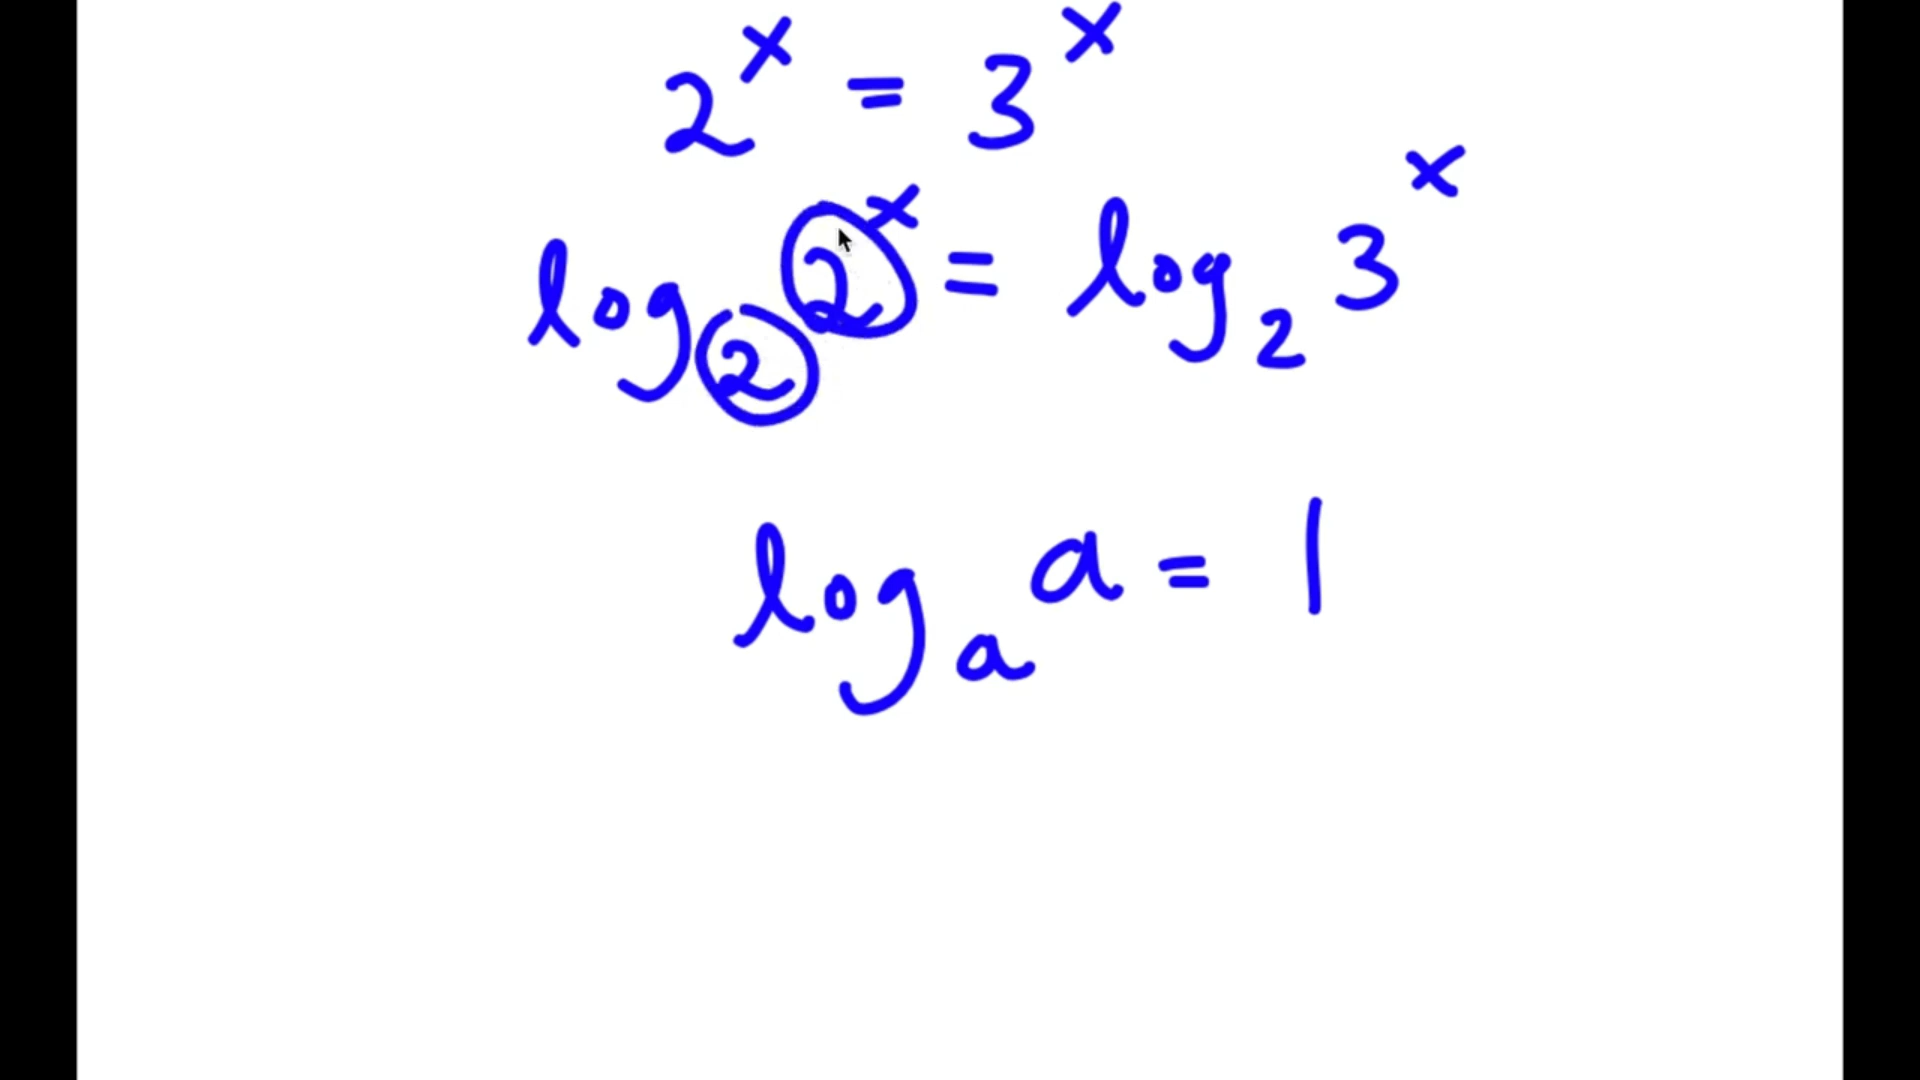 2^x = 3^x
log_2 2^x = log_2 3^x
log_a a = 1